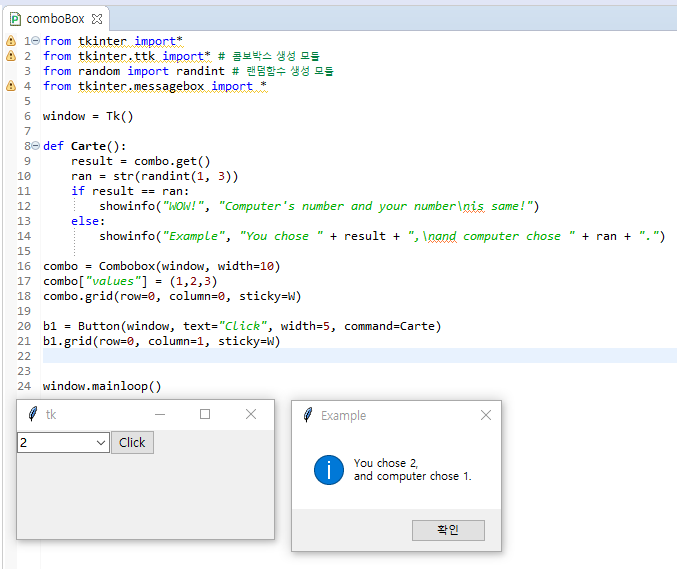 comboBox
1 from tkinter import*
2 from tkinter.ttk import* # 콤보박스 생성 모듈
3 from random import randint # 랜덤함수 생성 모듈
4 from tkinter.messagebox import *
5
6 window = Tk()
7
8 def Carte():
9     result = combo.get()
10     ran = str(randint(1, 3))
11     if result == ran:
12         showinfo("WOW!", "Computer's number and your number\nis same!")
13     else:
14         showinfo("Example", "You chose " + result + ",\nand computer chose " + ran + ".")
15
16 combo = Combobox(window, width=10)
17 combo["values"] = (1,2,3)
18 combo.grid(row=0, column=0, sticky=W)
19
20 b1 = Button(window, text="Click", width=5, command=Carte)
21 b1.grid(row=0, column=1, sticky=W)
22
23
24 window.mainloop()
tk
2 Click
Example
You chose 2,
and computer chose 1.
확인